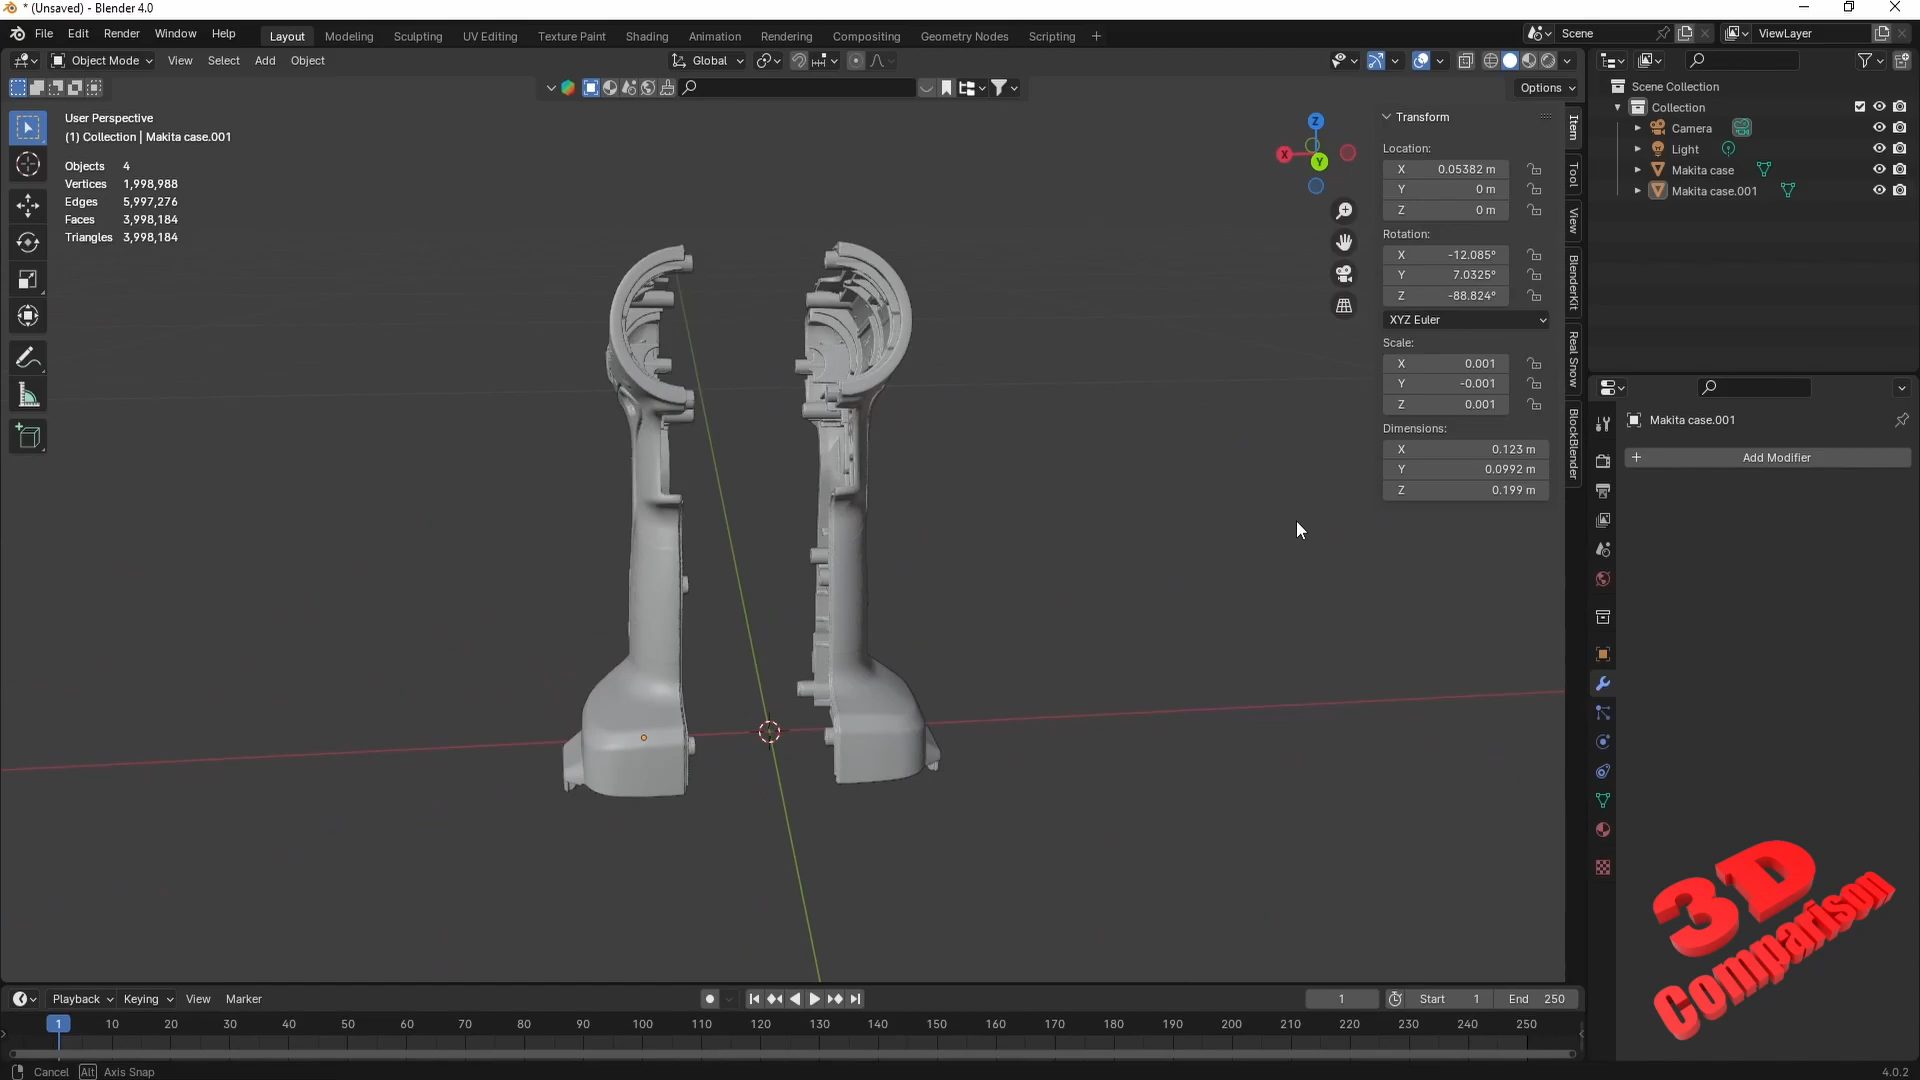 * (Unsaved) - Blender 4.0
File Edit Render Window Help
Layout Modeling Sculpting UV Editing Texture Paint Shading Animation Rendering Compositing Geometry Nodes Scripting +
Scene
ViewLayer
Object Mode View Select Add Object
Global
Options
User Perspective
(1) Collection | Makita case.001
Objects 4
Vertices 1,998,988
Edges 5,997,276
Faces 3,998,184
Triangles 3,998,184
Z
X
Y
Transform
Location:
X 0.05382 m
Y 0 m
Z 0 m
Rotation:
X -12.085°
Y 7.0325°
Z -88.824°
XYZ Euler
Scale:
X 0.001
Y -0.001
Z 0.001
Dimensions:
X 0.123 m
Y 0.0992 m
Z 0.199 m
Item
Tool
View
BlenderKit
Real Snow
BlockBlender
Scene Collection
Collection
Camera
Light
Makita case
Makita case.001
Makita case.001
+ Add Modifier
3D
Comparison
Playback Keying View Marker
1
Start 1 End 250
1 10 20 30 40 50 60 70 80 90 100 110 120 130 140 150 160 170 180 190 200 210 220 230 240 250
Cancel Alt Axis Snap
4.0.2